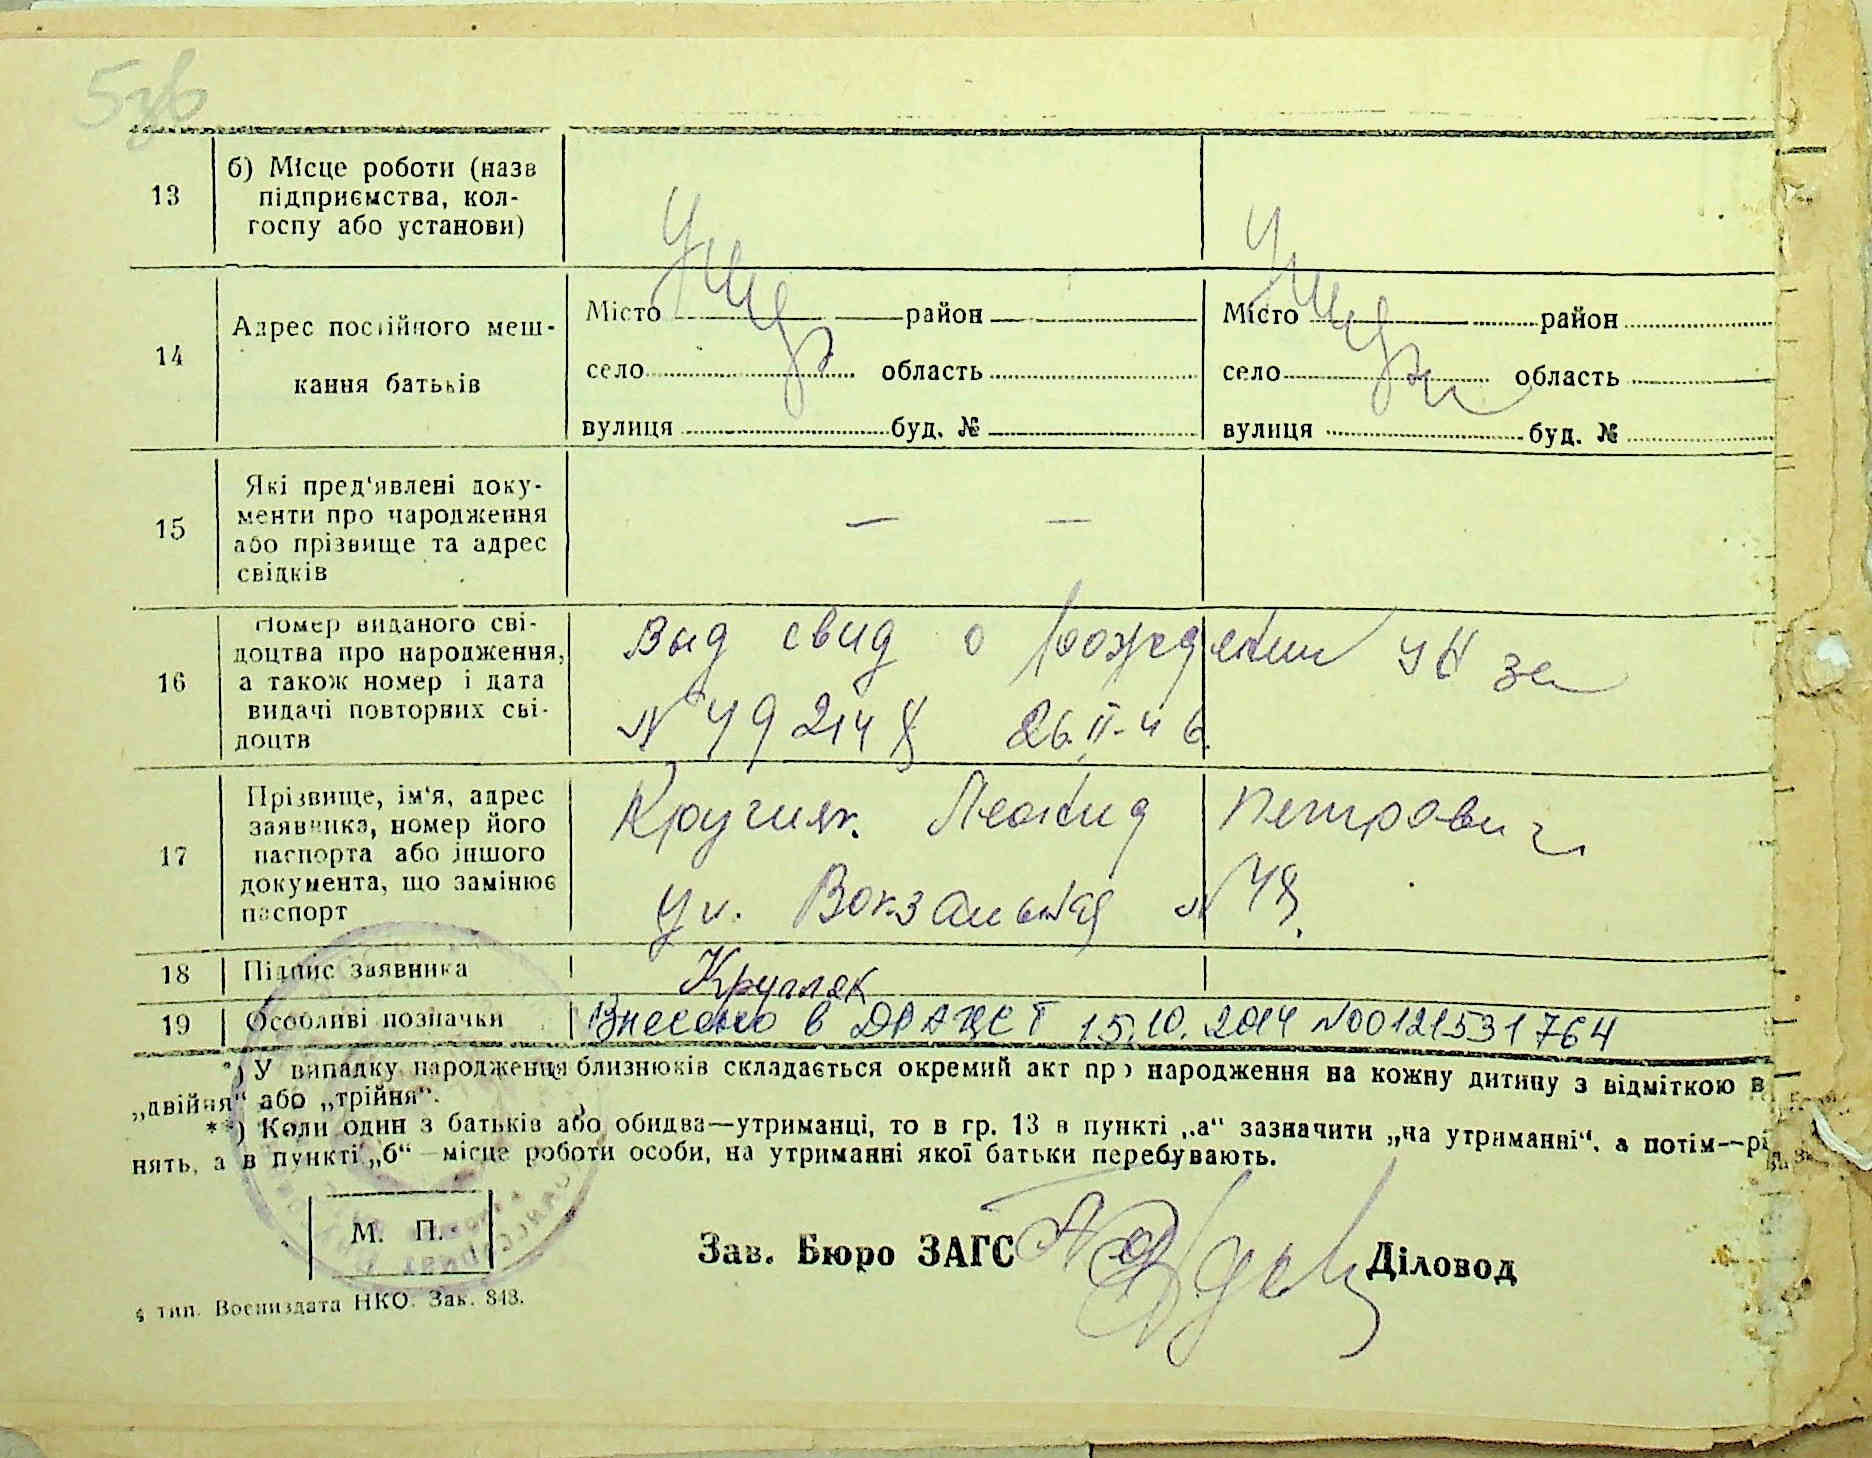 5зв
13
б) Місце роботи (назв
підприємства, кол-
госпу або установи)
14
Адрес постійного меш-
кання батьків
Місто район
село область
вулиця буд. №
Місто район
село область
вулиця буд. №
15
Які пред'явлені доку-
менти про народження
або прізвище та адрес
свідків
— —
16
Номер виданого сві-
доцтва про народження,
а також номер і дата
видачі повторних сві-
доцтв
Выд свид о рождении УН за
№ 492148 26.II-46.
17
Прізвище, ім'я, адрес
заявника, номер його
паспорта або іншого
документа, що замінює
паспорт
Кругляк Леонид Петрович
ул. Вокзальная № 48.
18
Підпис заявника
Кругляк
19
Особливі позначки
Внесено в ДРАЦСГ 15.10.2014 №00121531764
*) У випадку народження близнюків складається окремий акт про народження на кожну дитину з відміткою в
„двійня“ або „трійня“.
**) Коли один з батьків або обидва—утриманці, то в гр. 13 в пункті „а“ зазначити „на утриманні“, а потім—рі
нять, а в пункті „б“—місце роботи особи, на утриманні якої батьки перебувають.
М. П.
Зав. Бюро ЗАГС
Діловод
тип. Воениздата НКО. Зак. 843.